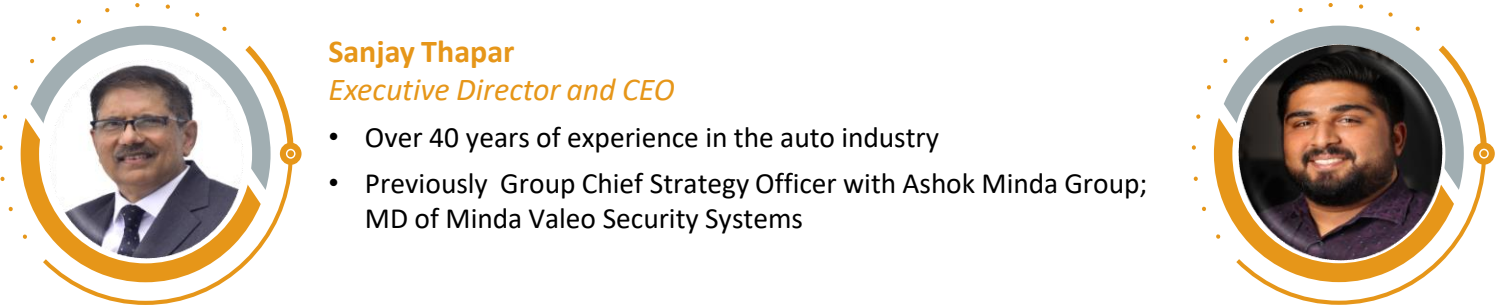 Sanjay Thapar
Executive Director and CEO
• Over 40 years of experience in the auto industry
• Previously  Group Chief Strategy Officer with Ashok Minda Group;
MD of Minda Valeo Security Systems